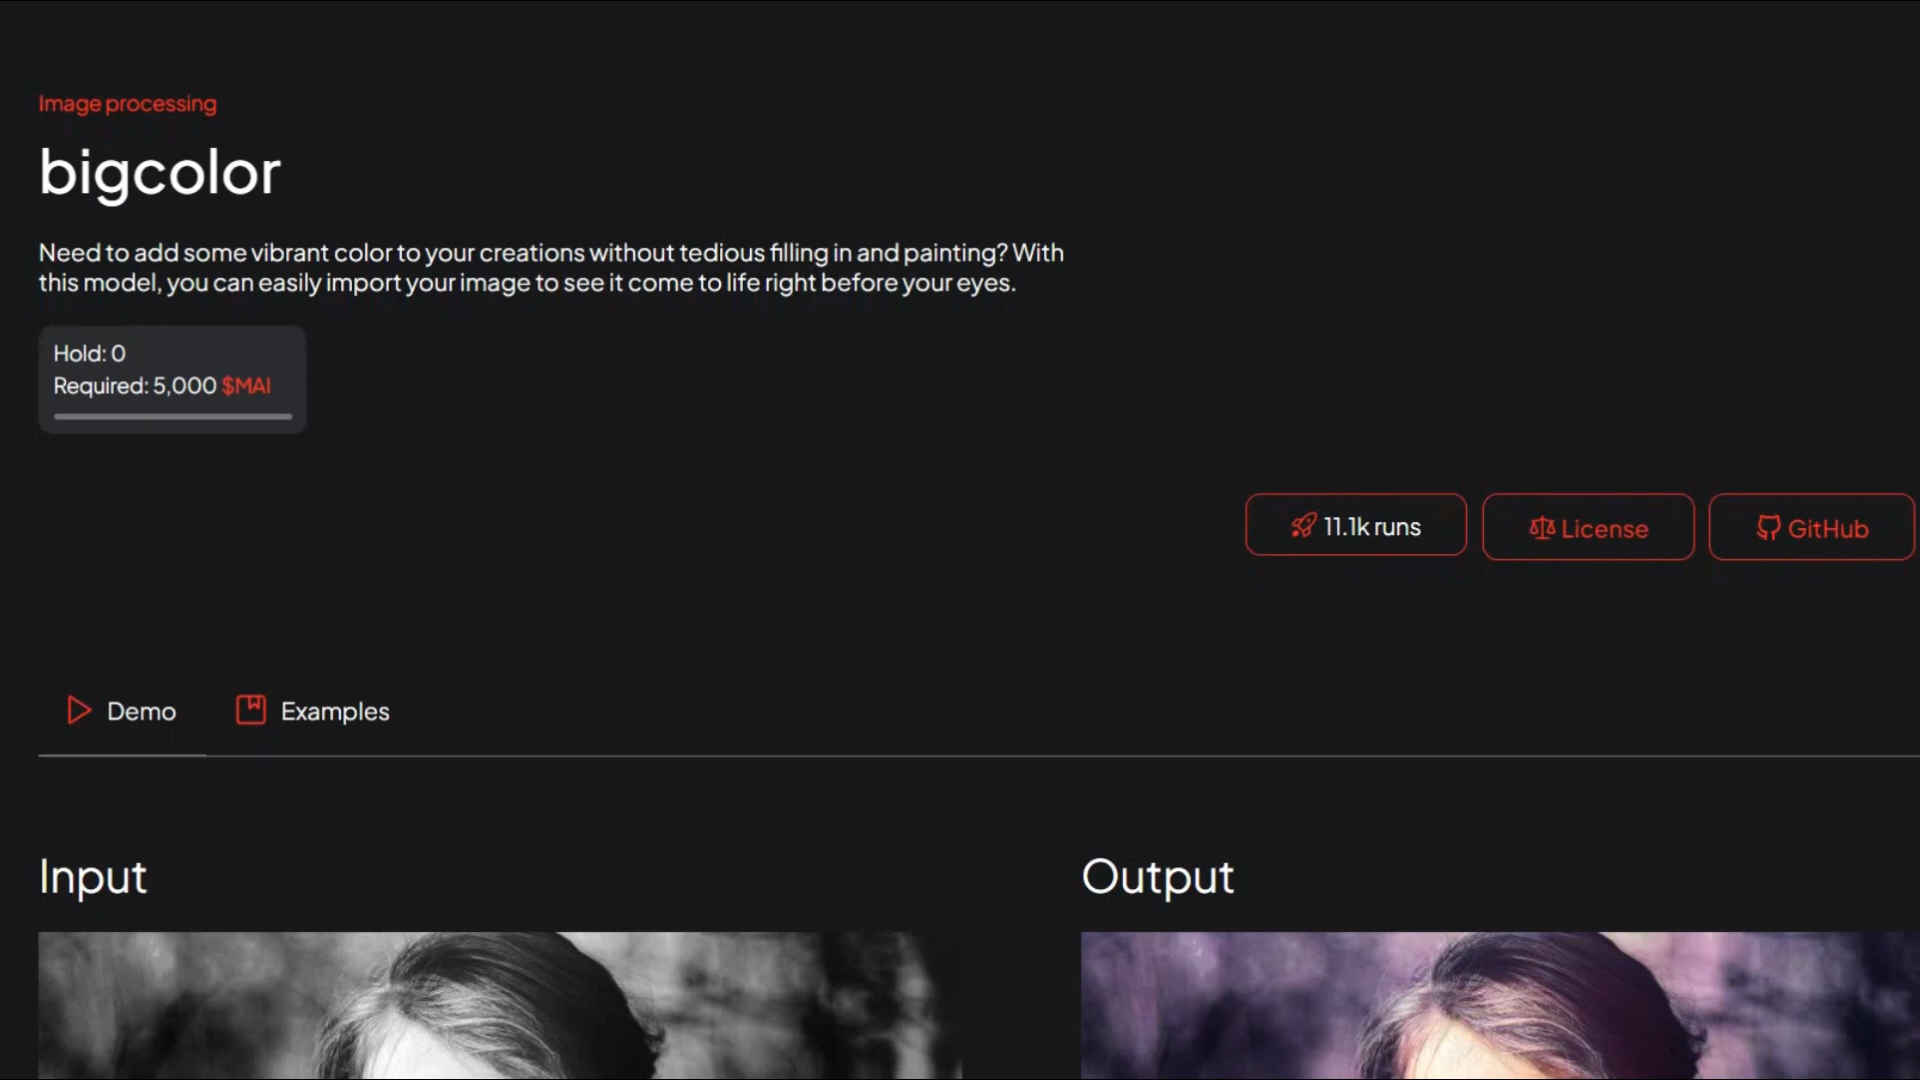 Image processing
bigcolor
Need to add some vibrant color to your creations without tedious filling in and painting? With
this model, you can easily import your image to see it come to life right before your eyes.
Hold: 0
Required: 5,000 $MAI
11.1k runs
License
GitHub
Demo
Examples
Input
Output